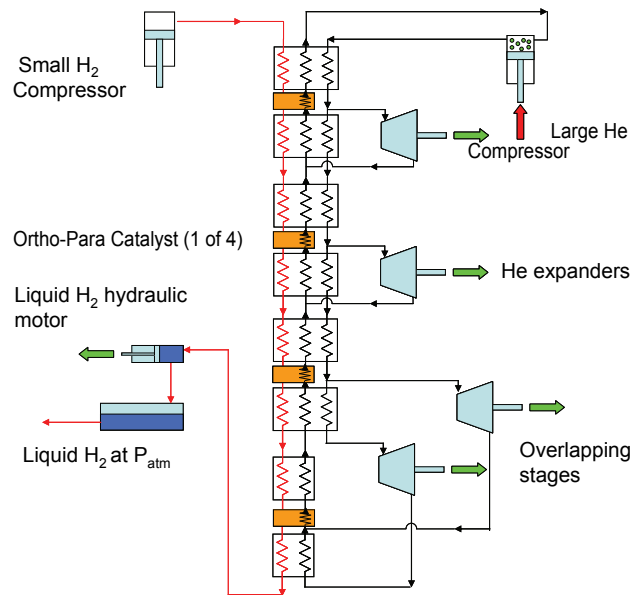 Small H₂
Compressor
Large He
Compressor
Ortho-Para Catalyst (1 of 4)
He expanders
Liquid H₂ hydraulic
motor
Liquid H₂ at Pₐₜₘ
Overlapping
stages